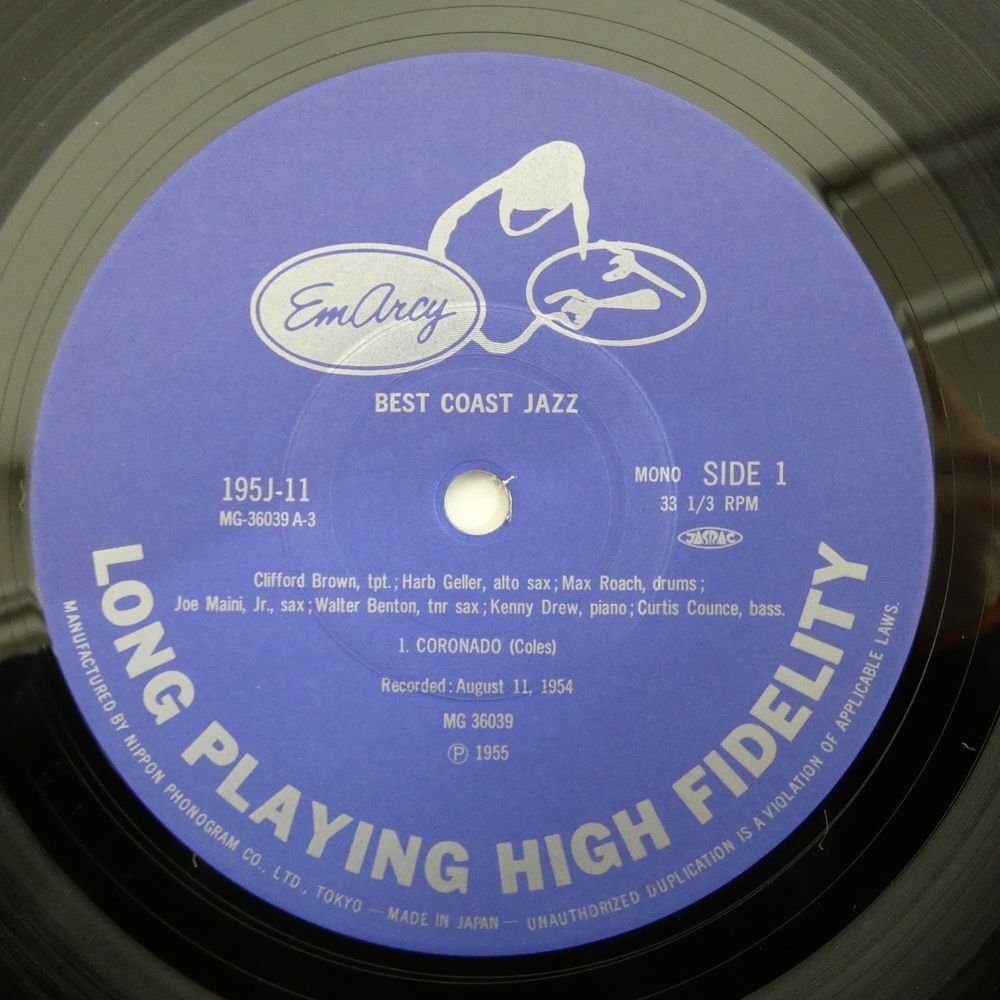 EmArcy
BEST COAST JAZZ
195J-11
MG-36039 A-3
MONO SIDE 1
33 1/3 RPM
JASRAC
Clifford Brown, tpt.; Harb Geller, alto sax; Max Roach, drums;
Joe Maini, Jr., sax; Walter Benton, tnr sax; Kenny Drew, piano; Curtis Counce, bass.
1. CORONADO (Coles)
Recorded: August 11, 1954
MG 36039
℗ 1955
LONG PLAYING HIGH FIDELITY
MANUFACTURED BY NIPPON PHONOGRAM CO., LTD., TOKYO — MADE IN JAPAN — UNAUTHORIZED DUPLICATION IS A VIOLATION OF APPLICABLE LAWS.